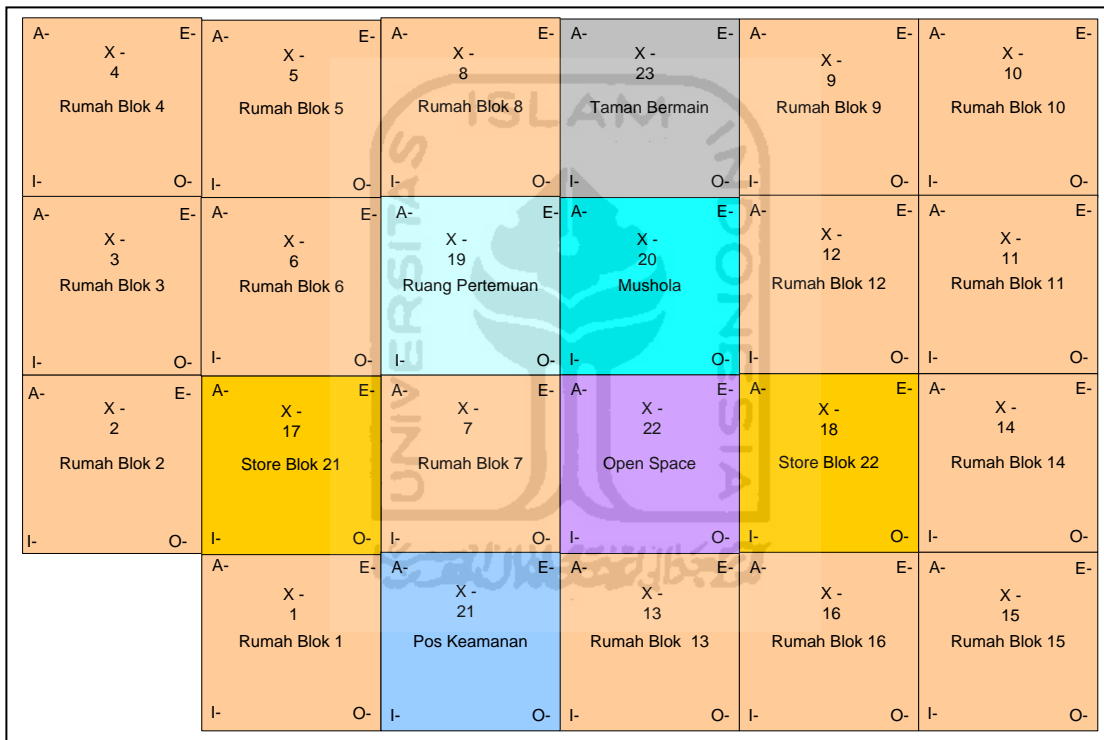 A- E- A- E- A- E- A- E- A- E- A- E-
X - X - X - X - X - X -
4 5 8 23 9 10
Rumah Blok 4 Rumah Blok 5 Rumah Blok 8 Taman Bermain Rumah Blok 9 Rumah Blok 10
I- O- I- O- I- O- I- O- I- O- I- O-
A- E- A- E- A- E- A- E- A- E- A- E-
X - X - X - X - X - X -
3 6 19 20 12 11
Rumah Blok 3 Rumah Blok 6 Ruang Pertemuan Mushola Rumah Blok 12 Rumah Blok 11
I- O- I- O- I- O- I- O- I- O- I- O-
A- E- A- E- A- E- A- E- A- E- A- E-
X - X - X - X - X - X -
2 17 7 22 18 14
Rumah Blok 2 Store Blok 21 Rumah Blok 7 Open Space Store Blok 22 Rumah Blok 14
I- O- I- O- I- O- I- O- I- O- I- O-
A- E- A- E- A- E- A- E- A- E-
X - X - X - X - X -
1 21 13 16 15
Rumah Blok 1 Pos Keamanan Rumah Blok 13 Rumah Blok 16 Rumah Blok 15
I- O- I- O- I- O- I- O- I- O-
UNIVERSITAS
ISLAM
INDONESIA